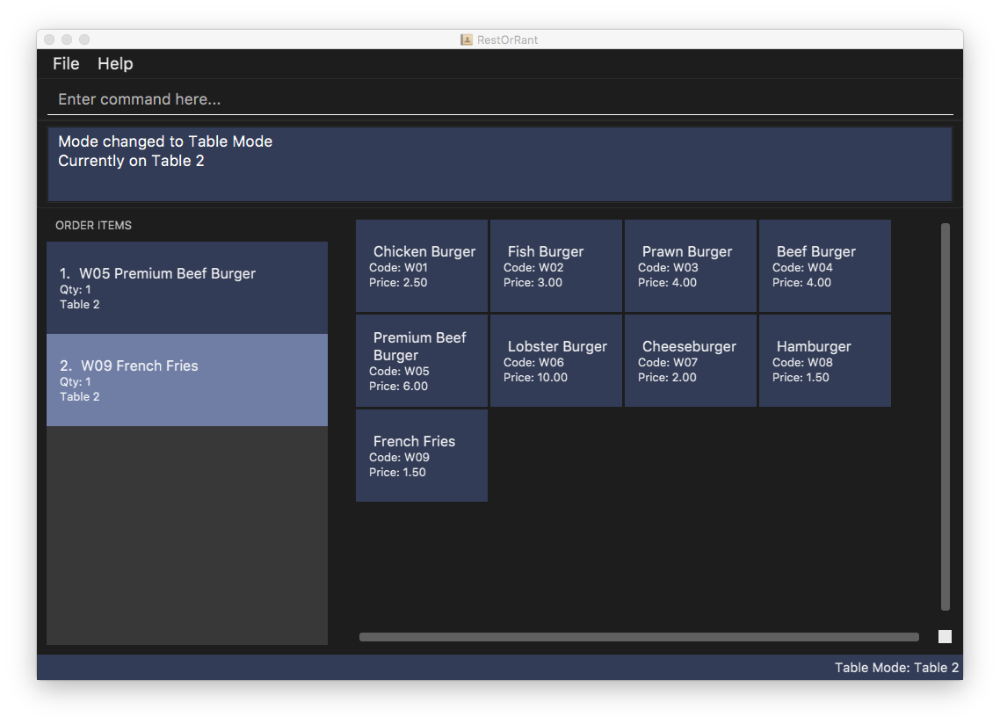 RestOrRant
File Help
Enter command here...
Mode changed to Table Mode
Currently on Table 2
ORDER ITEMS
1. W05 Premium Beef Burger
Qty: 1
Table 2
2. W09 French Fries
Qty: 1
Table 2
Chicken Burger
Code: W01
Price: 2.50
Fish Burger
Code: W02
Price: 3.00
Prawn Burger
Code: W03
Price: 4.00
Beef Burger
Code: W04
Price: 4.00
Premium Beef
Burger
Code: W05
Price: 6.00
Lobster Burger
Code: W06
Price: 10.00
Cheeseburger
Code: W07
Price: 2.00
Hamburger
Code: W08
Price: 1.50
French Fries
Code: W09
Price: 1.50
Table Mode: Table 2